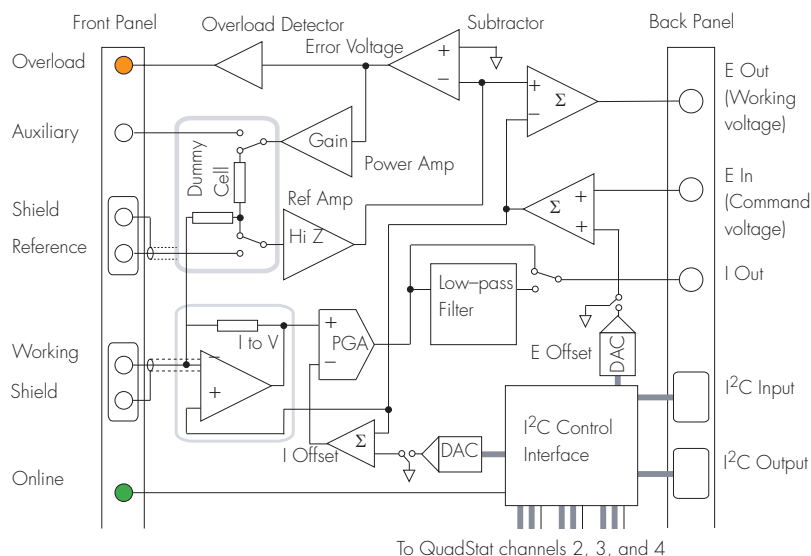 Front Panel
Overload Detector
Error Voltage
Subtractor
Back Panel
Overload
+
−
+
Σ
−
E Out
(Working
voltage)
Auxiliary
Gain
Power Amp
Dummy
Cell
Ref Amp
Hi Z
Σ
+
+
E In
(Command
voltage)
Shield
Reference
I Out
Low–pass
Filter
I to V
+
PGA
−
Working
Shield
−
+
E Offset
DAC
I²C Input
I Offset
Σ
DAC
I²C Control
Interface
I²C Output
Online
To QuadStat channels 2, 3, and 4